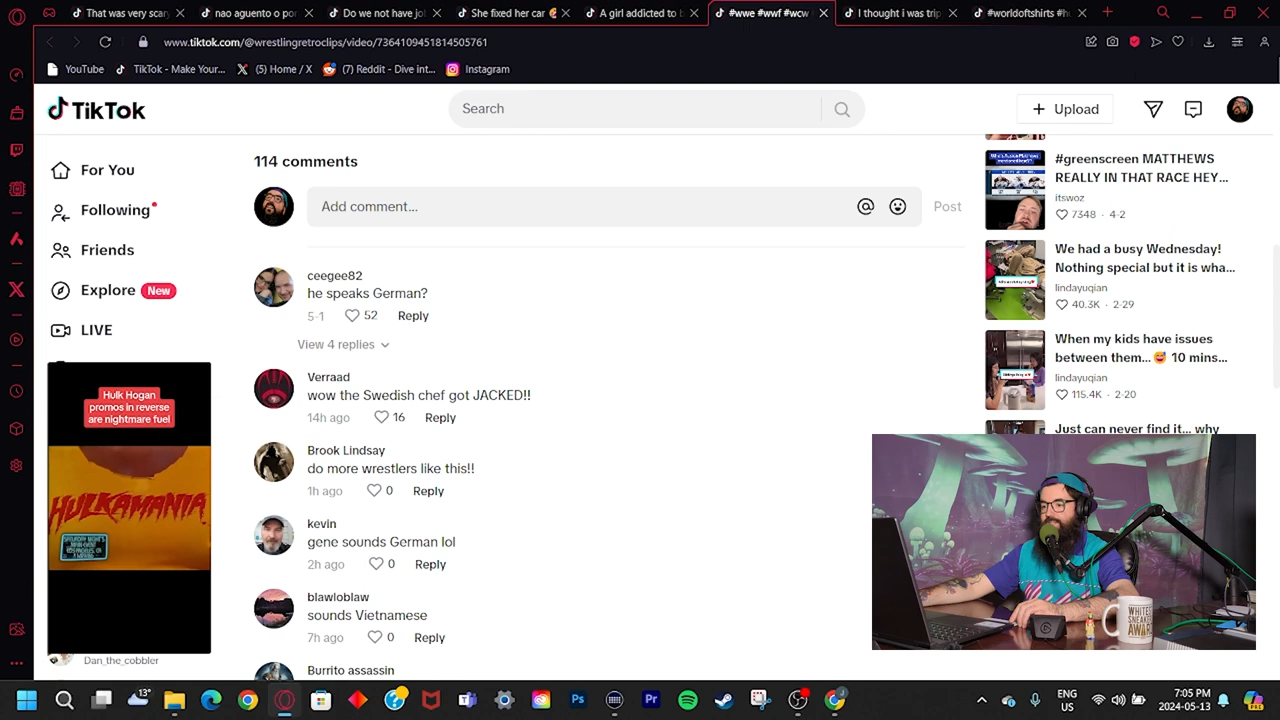 That was very scary
nao aguento o por
Do we not have jo
She fixed her car
A girl addicted to
#wwe #wwf #wcw
I thought i was trip
#worldofshirts #h
www.tiktok.com/@wrestlingretroclips/video/7364109451814505761
YouTube
TikTok - Make Your...
(5) Home / X
(7) Reddit - Dive int...
Instagram
TikTok
Search
Upload
For You
Following
Friends
Explore New
LIVE
Hulk Hogan
promos in reverse
are nightmare fuel
HULKAMANIA
SATURDAY NIGHT'S
MAIN EVENT
Dan_the_cobbler
114 comments
Add comment...
Post
ceegee82
he speaks German?
5-1 52 Reply
View 4 replies
Verraad
wow the Swedish chef got JACKED!!
14h ago 16 Reply
Brook Lindsay
do more wrestlers like this!!
1h ago 0 Reply
kevin
gene sounds German lol
2h ago 0 Reply
blawloblaw
sounds Vietnamese
7h ago 0 Reply
Burrito assassin
#greenscreen MATTHEWS
REALLY IN THAT RAGE HEY...
itswoz
7348 · 4-2
We had a busy Wednesday!
Nothing special but it is wha...
lindayuqian
40.3K · 2-29
When my kids have issues
between them... 😅 10 mins...
lindayuqian
115.4K · 2-20
Just can never find it... why
WHITE
SNEAKER
AWARD
13°
ENG
US
7:05 PM
2024-05-13